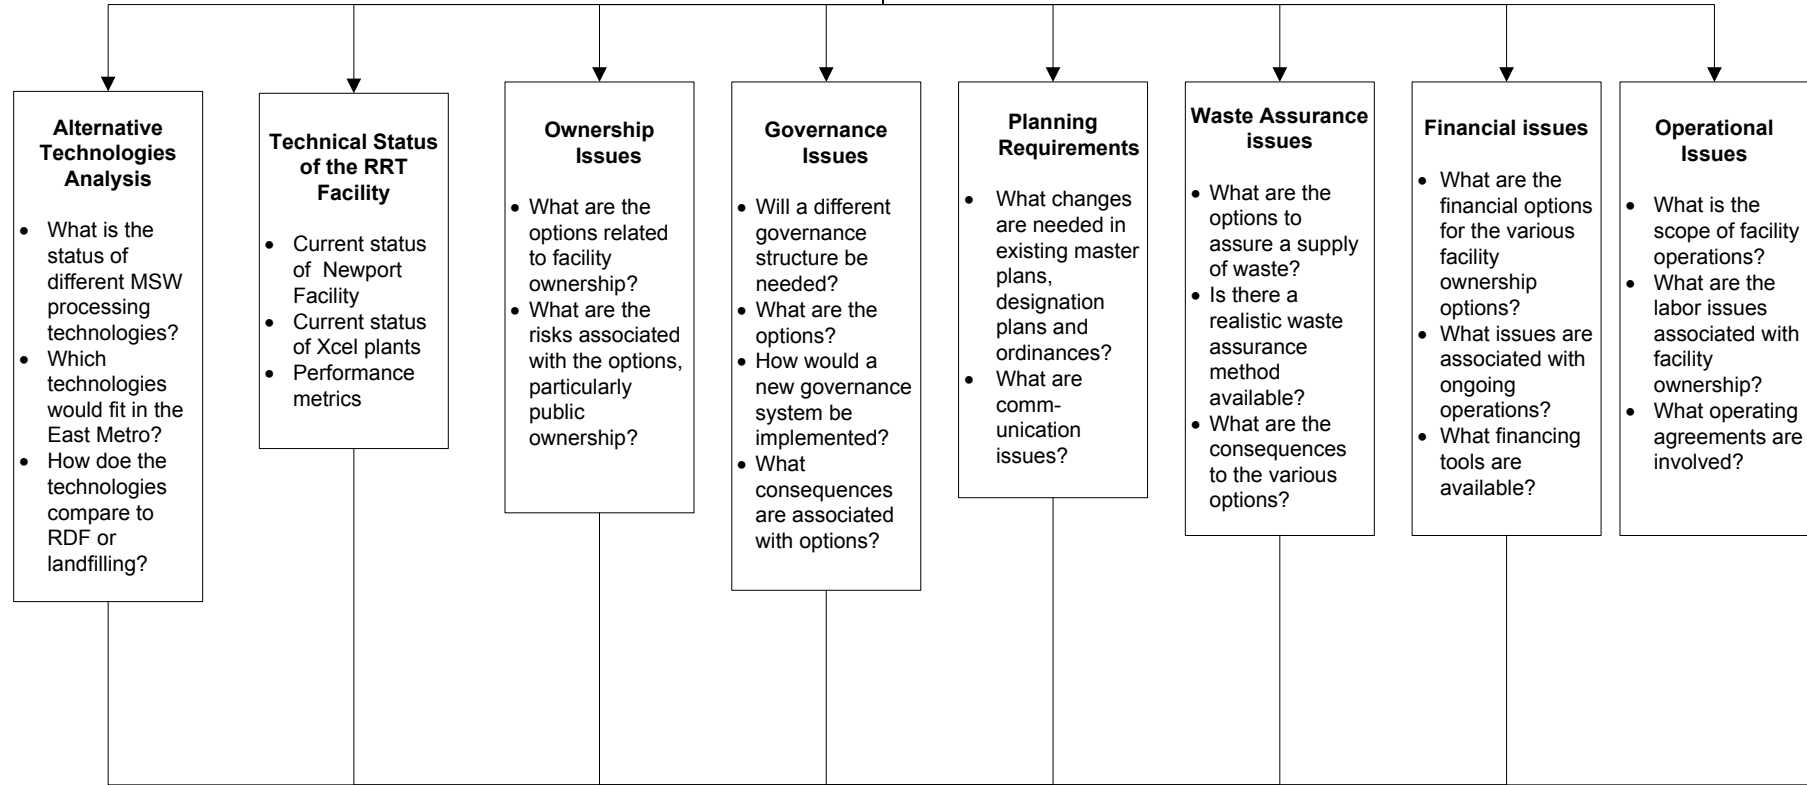 Alternative
Technologies
Analysis
• What is the
status of
different MSW
processing
technologies?
• Which
technologies
would fit in the
East Metro?
• How doe the
technologies
compare to
RDF or
landfilling?
Technical Status
of the RRT
Facility
• Current status
of Newport
Facility
• Current status
of Xcel plants
• Performance
metrics
Ownership
Issues
• What are the
options related
to facility
ownership?
• What are the
risks associated
with the options,
particularly
public
ownership?
Governance
Issues
• Will a different
governance
structure be
needed?
• What are the
options?
• How would a
new governance
system be
implemented?
• What
consequences
are associated
with options?
Planning
Requirements
• What changes
are needed in
existing master
plans,
designation
plans and
ordinances?
• What are
comm-
unication
issues?
Waste Assurance
issues
• What are the
options to
assure a supply
of waste?
• Is there a
realistic waste
assurance
method
available?
• What are the
consequences
to the various
options?
Financial issues
• What are the
financial options
for the various
facility
ownership
options?
• What issues are
associated with
ongoing
operations?
• What financing
tools are
available?
Operational
Issues
• What is the
scope of facility
operations?
• What are the
labor issues
associated with
facility
ownership?
• What operating
agreements are
involved?